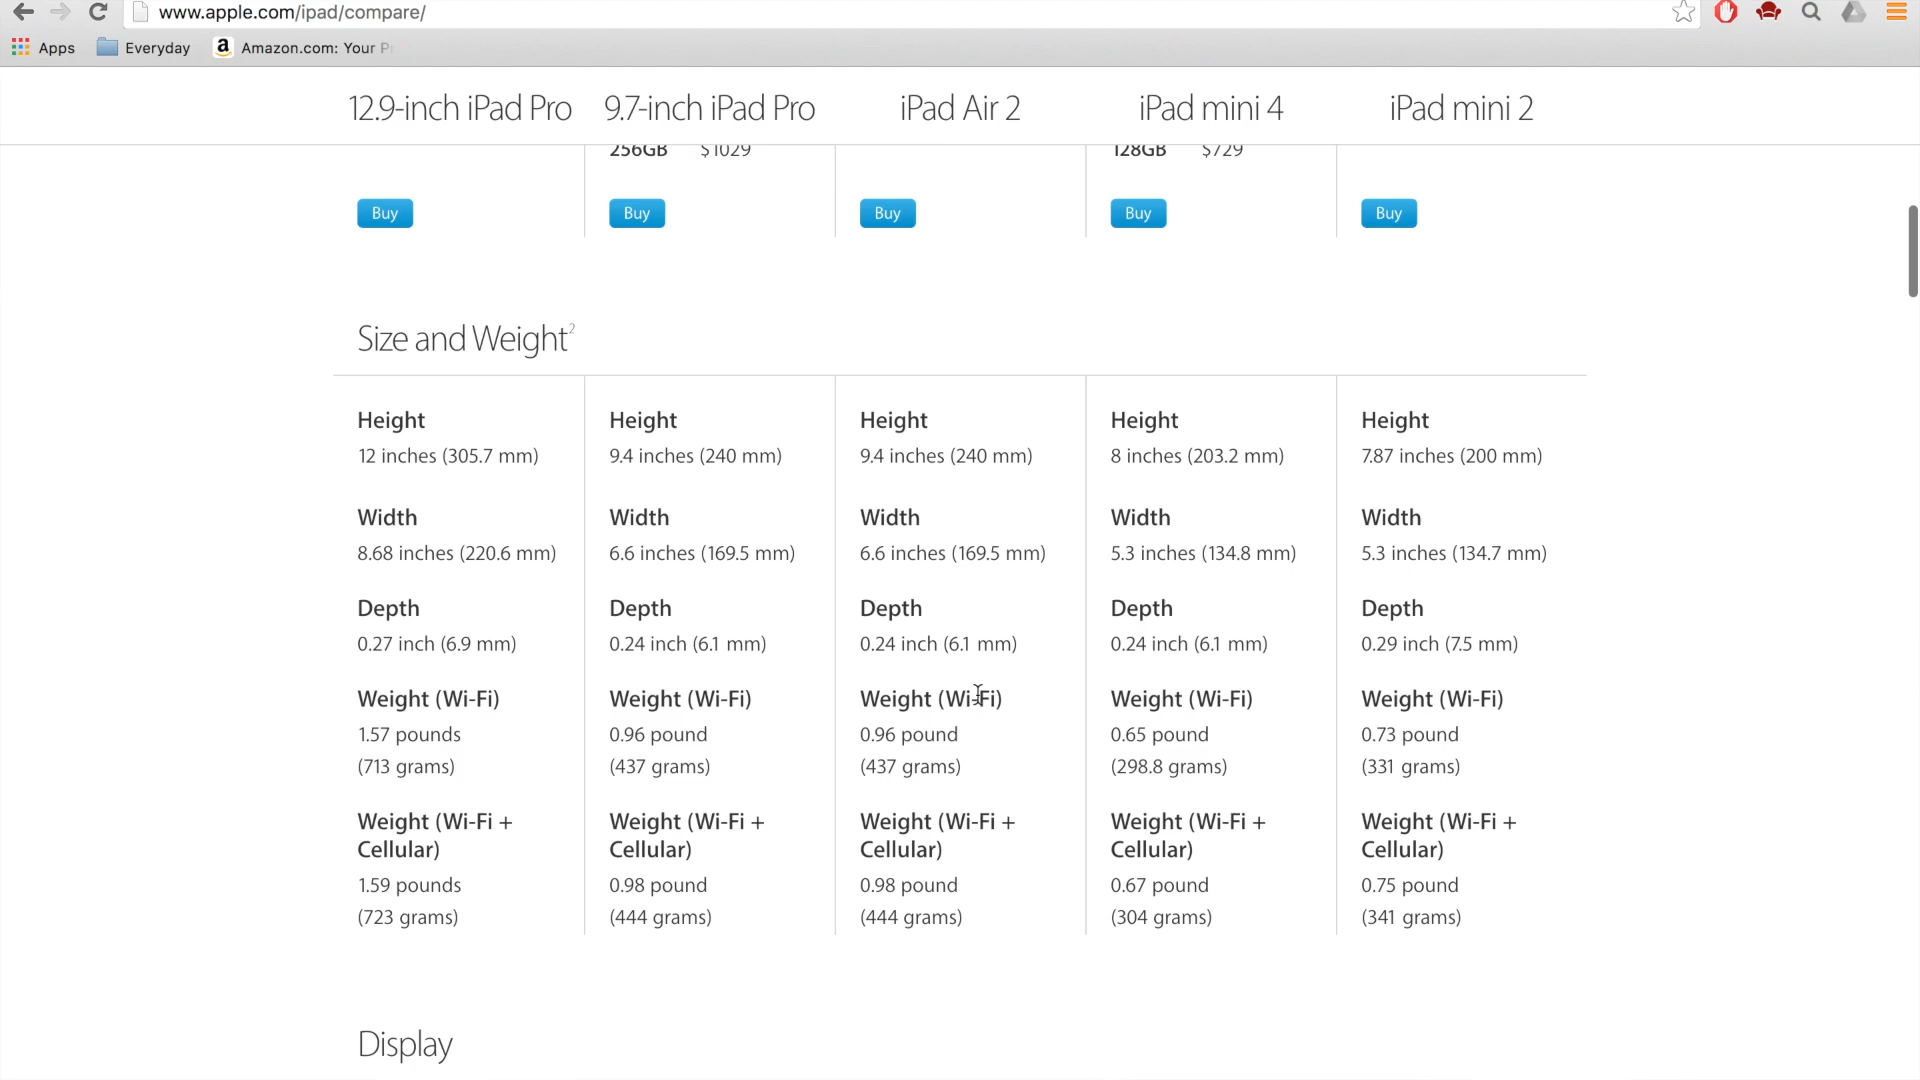 www.apple.com/ipad/compare/
Apps Everyday Amazon.com: Your P
12.9-inch iPad Pro 9.7-inch iPad Pro iPad Air 2 iPad mini 4 iPad mini 2
256GB $1029 128GB $729
Buy Buy Buy Buy Buy
Size and Weight2
Height Height Height Height Height
12 inches (305.7 mm) 9.4 inches (240 mm) 9.4 inches (240 mm) 8 inches (203.2 mm) 7.87 inches (200 mm)
Width Width Width Width Width
8.68 inches (220.6 mm) 6.6 inches (169.5 mm) 6.6 inches (169.5 mm) 5.3 inches (134.8 mm) 5.3 inches (134.7 mm)
Depth Depth Depth Depth Depth
0.27 inch (6.9 mm) 0.24 inch (6.1 mm) 0.24 inch (6.1 mm) 0.24 inch (6.1 mm) 0.29 inch (7.5 mm)
Weight (Wi-Fi) Weight (Wi-Fi) Weight (Wi-Fi) Weight (Wi-Fi) Weight (Wi-Fi)
1.57 pounds 0.96 pound 0.96 pound 0.65 pound 0.73 pound
(713 grams) (437 grams) (437 grams) (298.8 grams) (331 grams)
Weight (Wi-Fi + Weight (Wi-Fi + Weight (Wi-Fi + Weight (Wi-Fi + Weight (Wi-Fi +
Cellular) Cellular) Cellular) Cellular) Cellular)
1.59 pounds 0.98 pound 0.98 pound 0.67 pound 0.75 pound
(723 grams) (444 grams) (444 grams) (304 grams) (341 grams)
Display